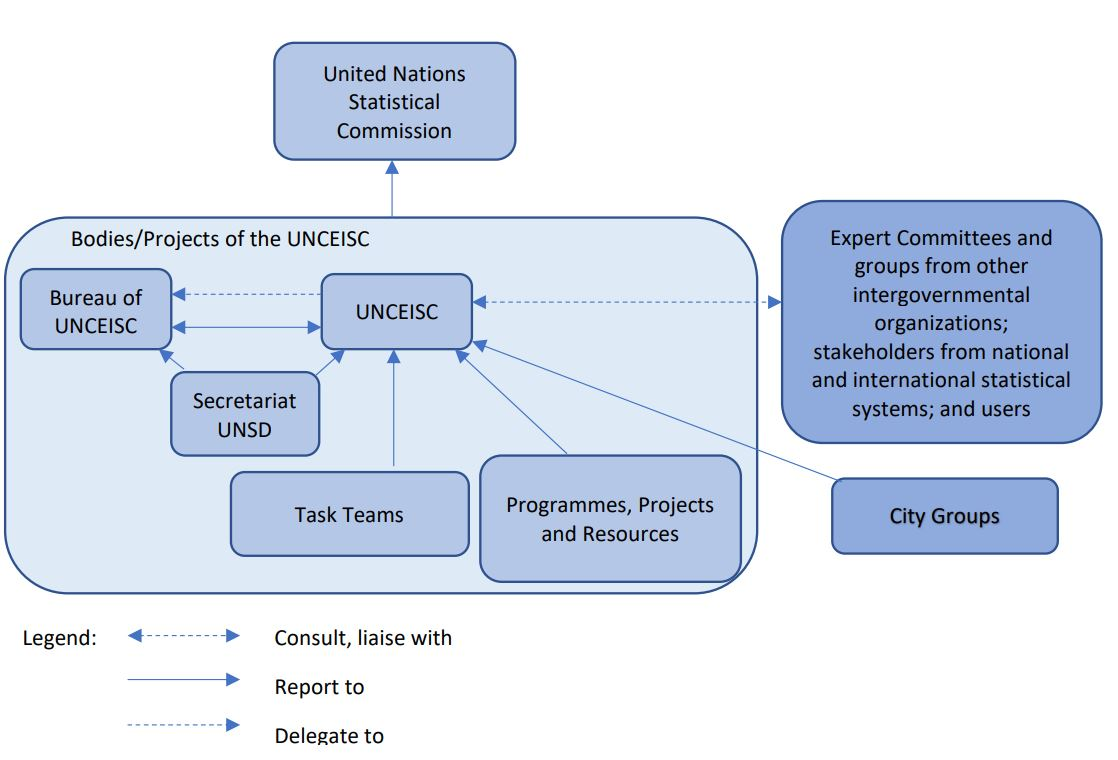 United Nations
Statistical
Commission
Bodies/Projects of the UNCEISC
Bureau of
UNCEISC
UNCEISC
Secretariat
UNSD
Task Teams
Programmes, Projects
and Resources
Expert Committees and
groups from other
intergovernmental
organizations;
stakeholders from national
and international statistical
systems; and users
City Groups
Legend:
Consult, liaise with
Report to
Delegate to